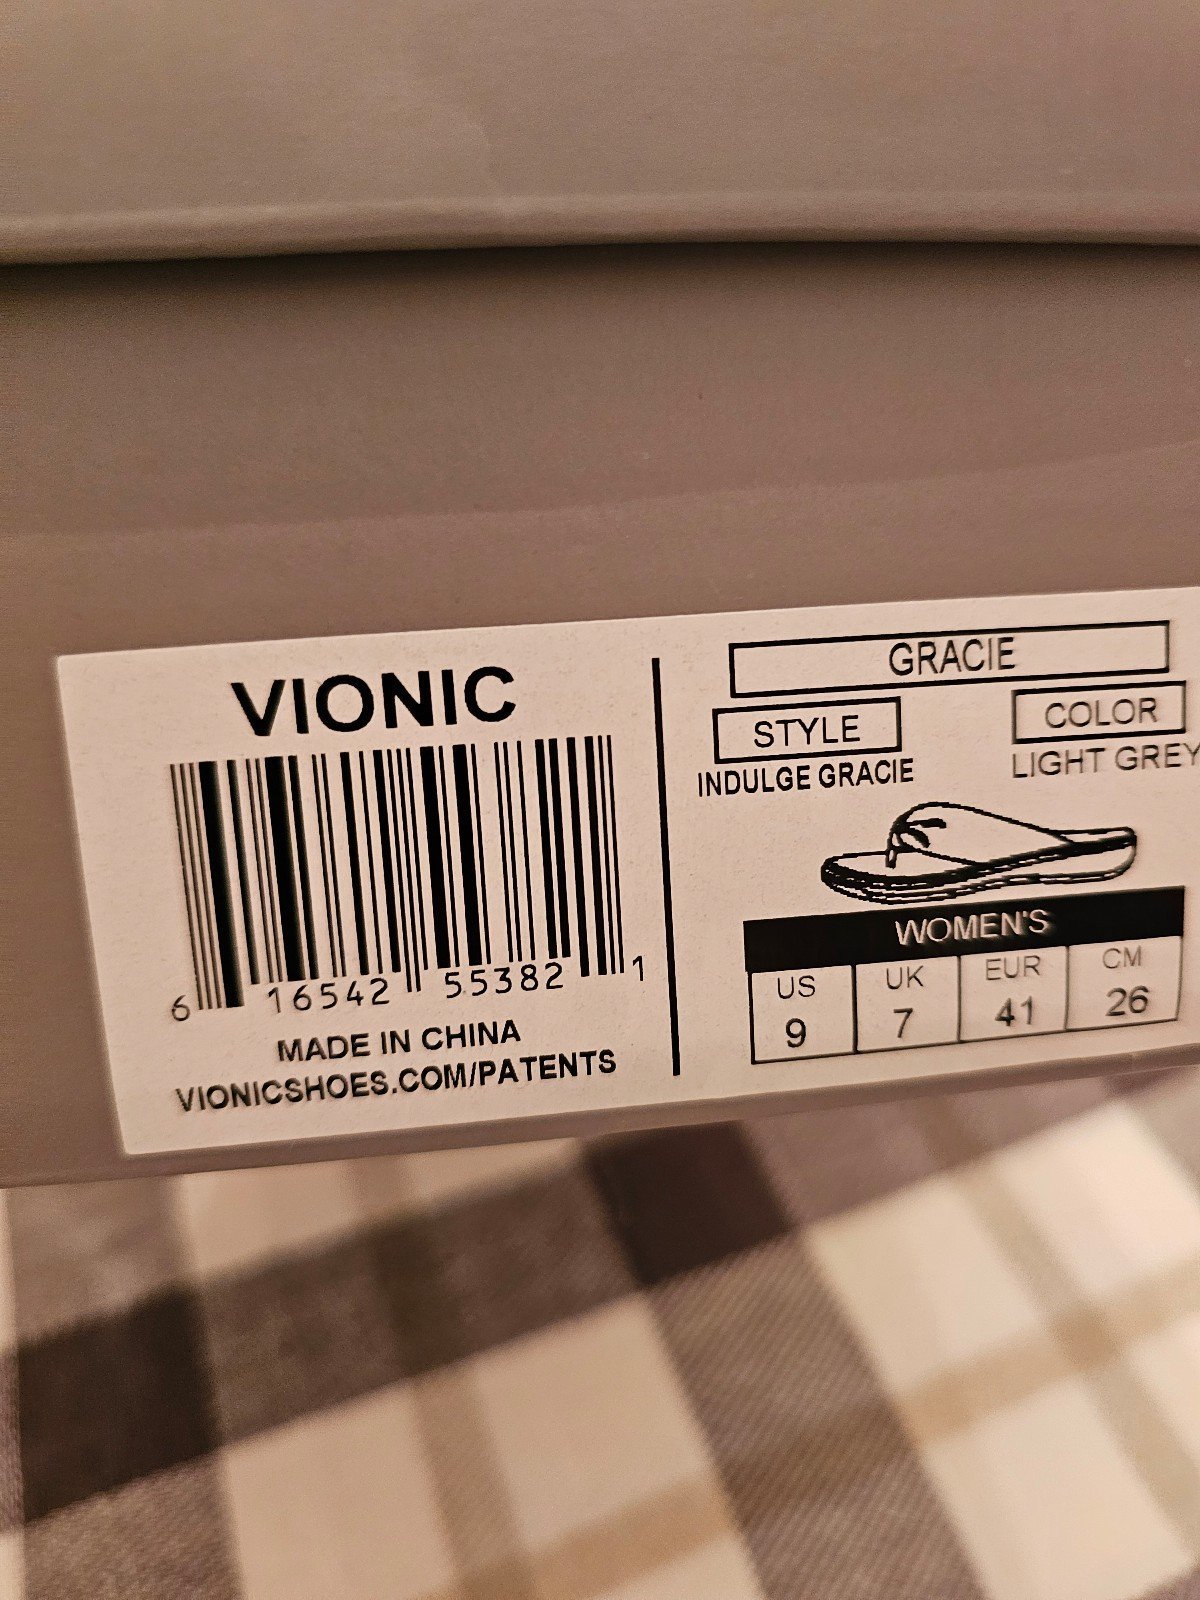 VIONIC
6 16542 55382 1
MADE IN CHINA
VIONICSHOES.COM/PATENTS
GRACIE
STYLE COLOR
INDULGE GRACIE LIGHT GREY
WOMEN'S
US UK EUR CM
9 7 41 26